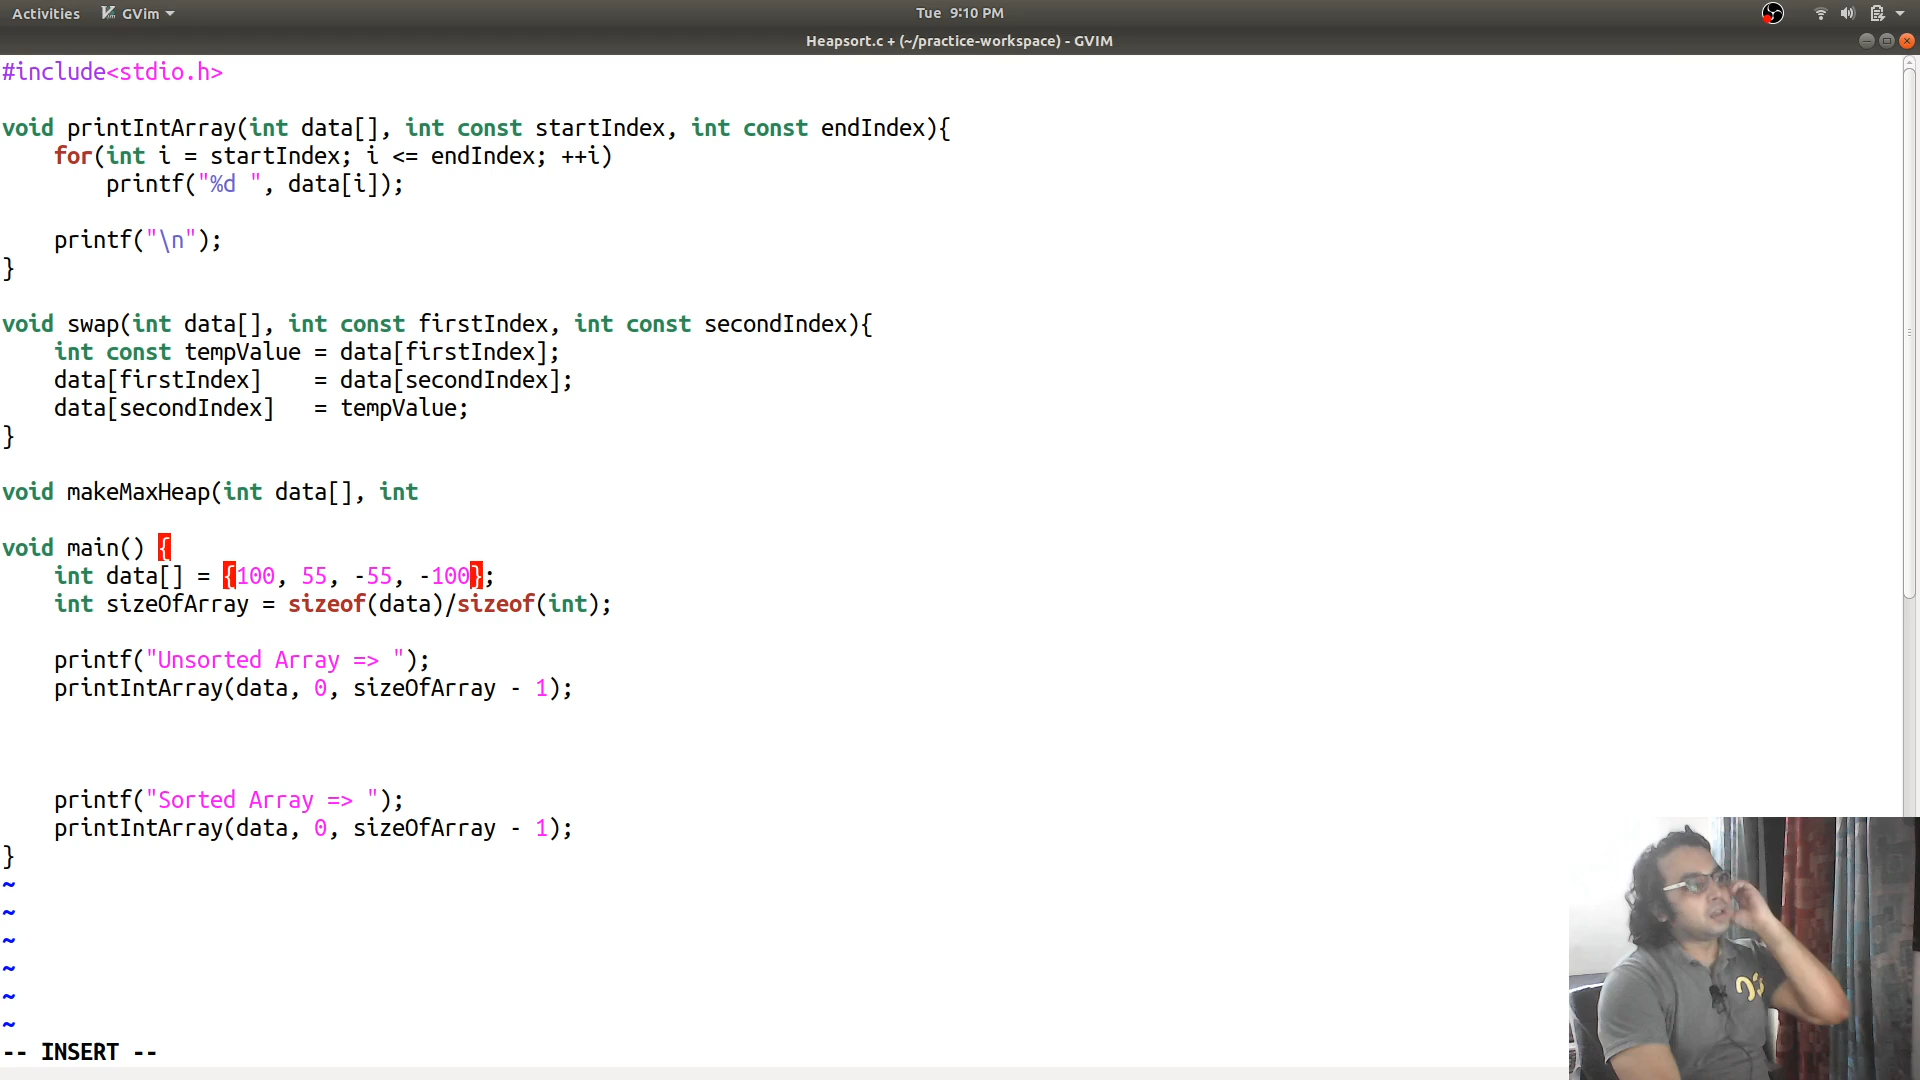 Activities GVim Tue 9:10 PM
Heapsort.c + (~/practice-workspace) - GVIM
#include<stdio.h>
void printIntArray(int data[], int const startIndex, int const endIndex){
    for(int i = startIndex; i <= endIndex; ++i)
        printf("%d ", data[i]);
    printf("\n");
}
void swap(int data[], int const firstIndex, int const secondIndex){
    int const tempValue = data[firstIndex];
    data[firstIndex]    = data[secondIndex];
    data[secondIndex]   = tempValue;
}
void makeMaxHeap(int data[], int
void main() {
    int data[] = {100, 55, -55, -100};
    int sizeOfArray = sizeof(data)/sizeof(int);
    printf("Unsorted Array => ");
    printIntArray(data, 0, sizeOfArray - 1);
    printf("Sorted Array => ");
    printIntArray(data, 0, sizeOfArray - 1);
}
~
~
~
~
~
~
-- INSERT --